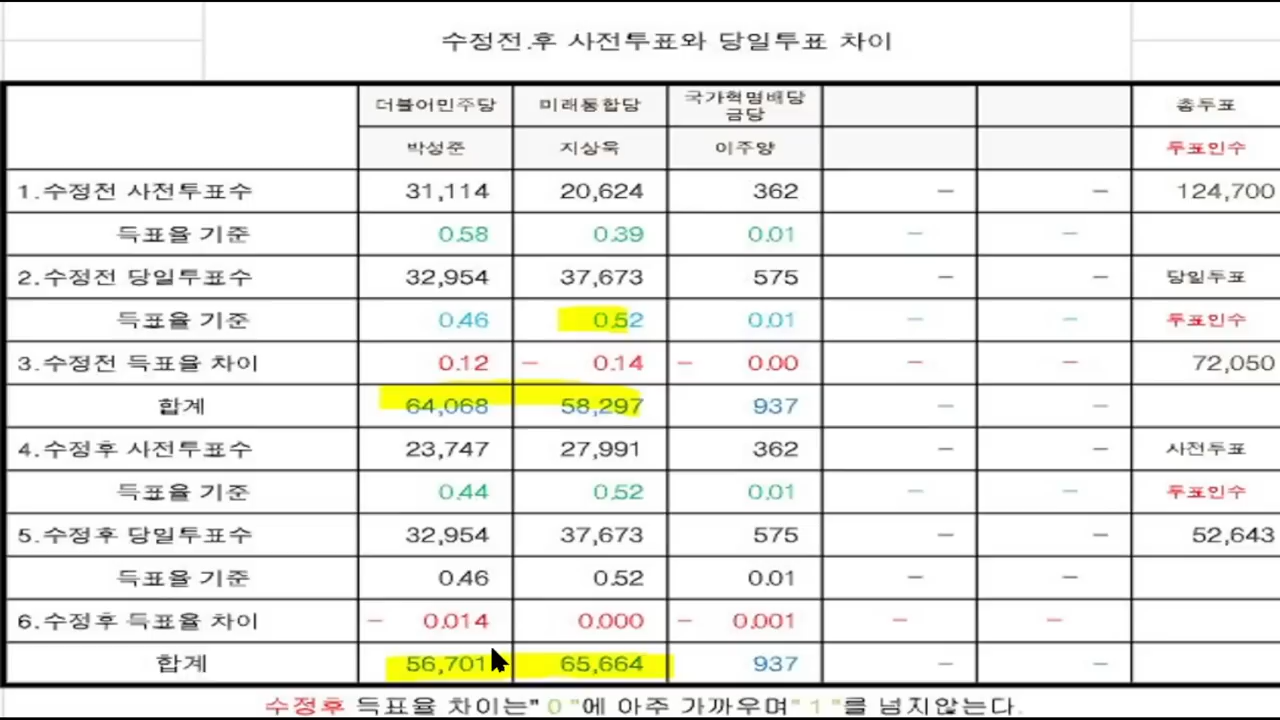 수정전.후 사전투표와 당일투표 차이
더불어민주당 미래통합당 국가혁명배당금당 총투표
박성준 지상욱 이주양 투표인수
1.수정전 사전투표수 31,114 20,624 362 - - 124,700
득표율 기준 0.58 0.39 0.01 - -
2.수정전 당일투표수 32,954 37,673 575 - - 당일투표
득표율 기준 0.46 0.52 0.01 - - 투표인수
3.수정전 득표율 차이 0.12 - 0.14 - 0.00 - - 72,050
합계 64,068 58,297 937 - -
4.수정후 사전투표수 23,747 27,991 362 - - 사전투표
득표율 기준 0.44 0.52 0.01 - - 투표인수
5.수정후 당일투표수 32,954 37,673 575 - - 52,643
득표율 기준 0.46 0.52 0.01 - -
6.수정후 득표율 차이 - 0.014 0.000 - 0.001 - -
합계 56,701 65,664 937 - -
수정후 득표율 차이는" 0 "에 아주 가까우며" 1 "를 넘지않는다.